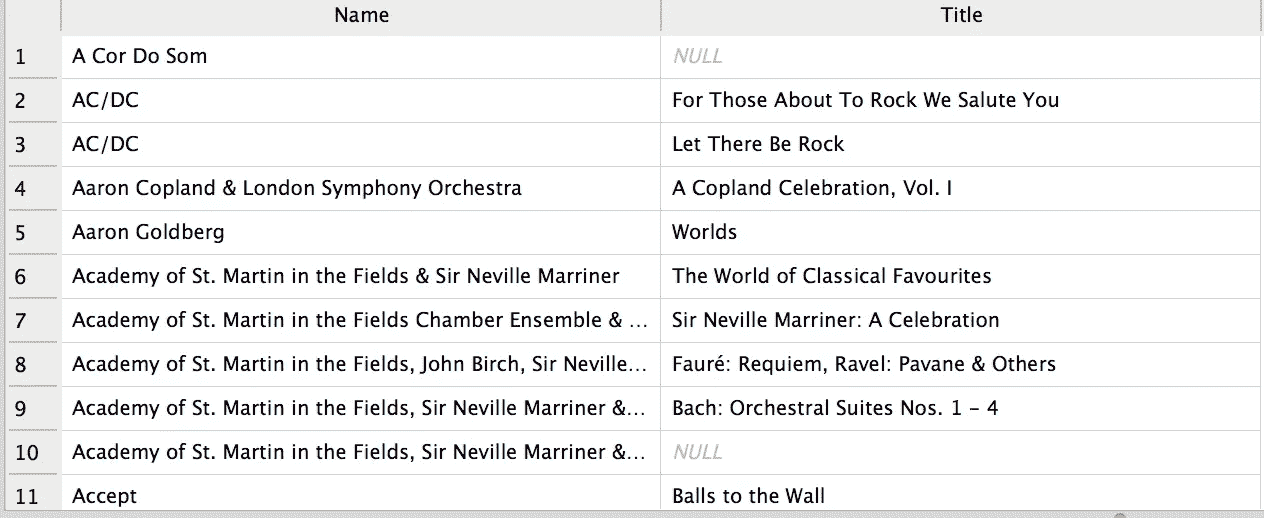 Name Title
1 A Cor Do Som NULL
2 AC/DC For Those About To Rock We Salute You
3 AC/DC Let There Be Rock
4 Aaron Copland & London Symphony Orchestra A Copland Celebration, Vol. I
5 Aaron Goldberg Worlds
6 Academy of St. Martin in the Fields & Sir Neville Marriner The World of Classical Favourites
7 Academy of St. Martin in the Fields Chamber Ensemble & ... Sir Neville Marriner: A Celebration
8 Academy of St. Martin in the Fields, John Birch, Sir Neville... Fauré: Requiem, Ravel: Pavane & Others
9 Academy of St. Martin in the Fields, Sir Neville Marriner &... Bach: Orchestral Suites Nos. 1 - 4
10 Academy of St. Martin in the Fields, Sir Neville Marriner &... NULL
11 Accept Balls to the Wall